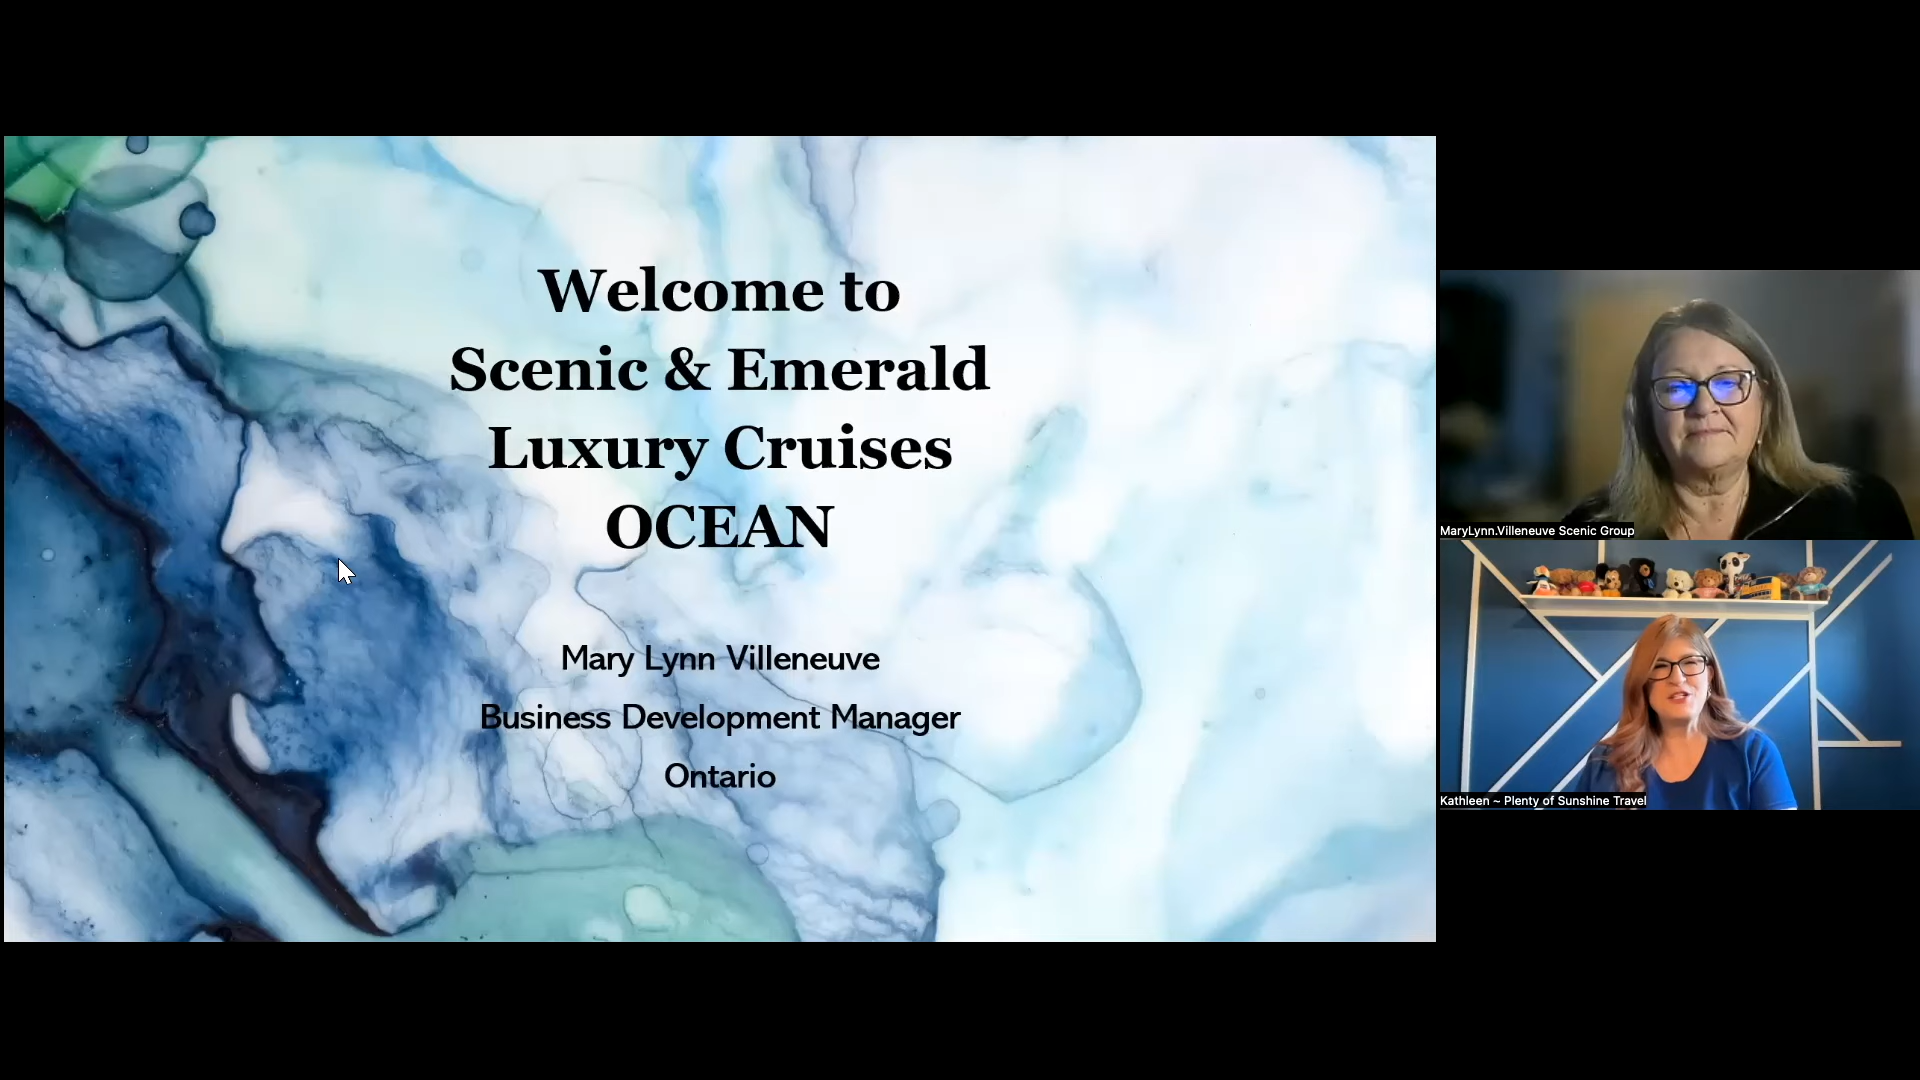 Welcome to
Scenic & Emerald
Luxury Cruises
OCEAN
Mary Lynn Villeneuve
Business Development Manager
Ontario
MaryLynn.Villeneuve Scenic Group
Kathleen ~ Plenty of Sunshine Travel